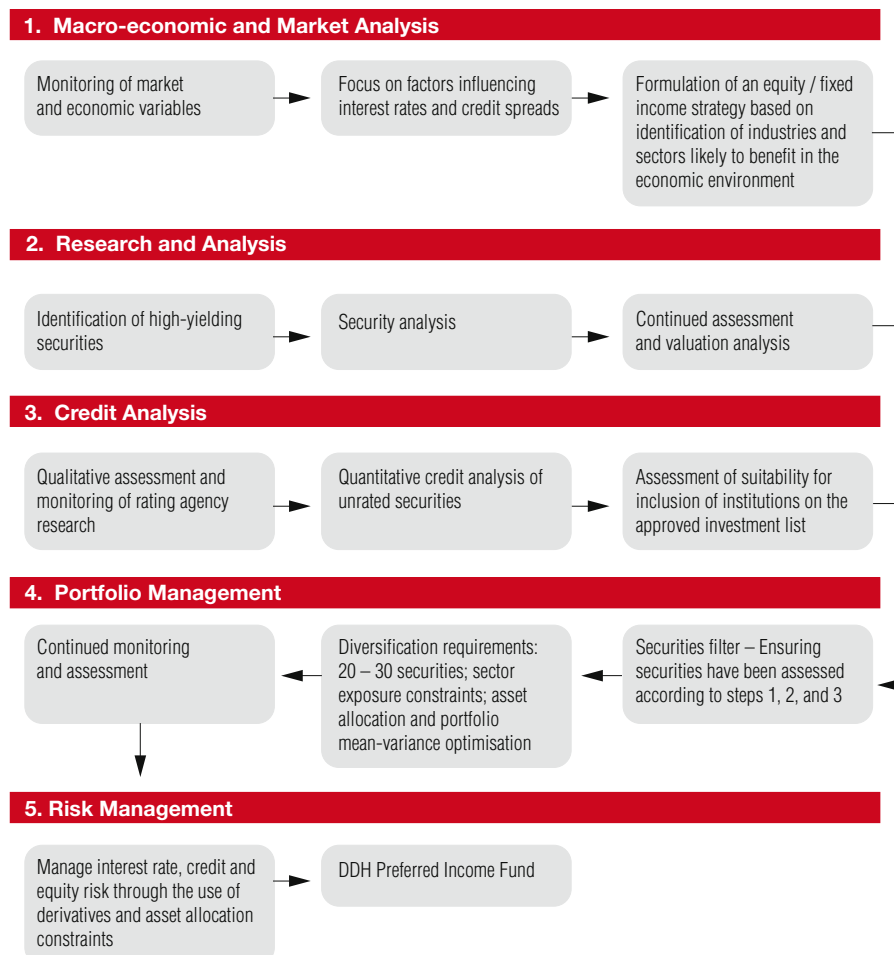 1. Macro-economic and Market Analysis
Monitoring of market
and economic variables
Focus on factors influencing
interest rates and credit spreads
Formulation of an equity / fixed
income strategy based on
identification of industries and
sectors likely to benefit in the
economic environment
2. Research and Analysis
Identification of high-yielding
securities
Security analysis
Continued assessment
and valuation analysis
3. Credit Analysis
Qualitative assessment and
monitoring of rating agency
research
Quantitative credit analysis of
unrated securities
Assessment of suitability for
inclusion of institutions on the
approved investment list
4. Portfolio Management
Continued monitoring
and assessment
Diversification requirements:
20 – 30 securities; sector
exposure constraints; asset
allocation and portfolio
mean-variance optimisation
Securities filter – Ensuring
securities have been assessed
according to steps 1, 2, and 3
5. Risk Management
Manage interest rate, credit and
equity risk through the use of
derivatives and asset allocation
constraints
DDH Preferred Income Fund